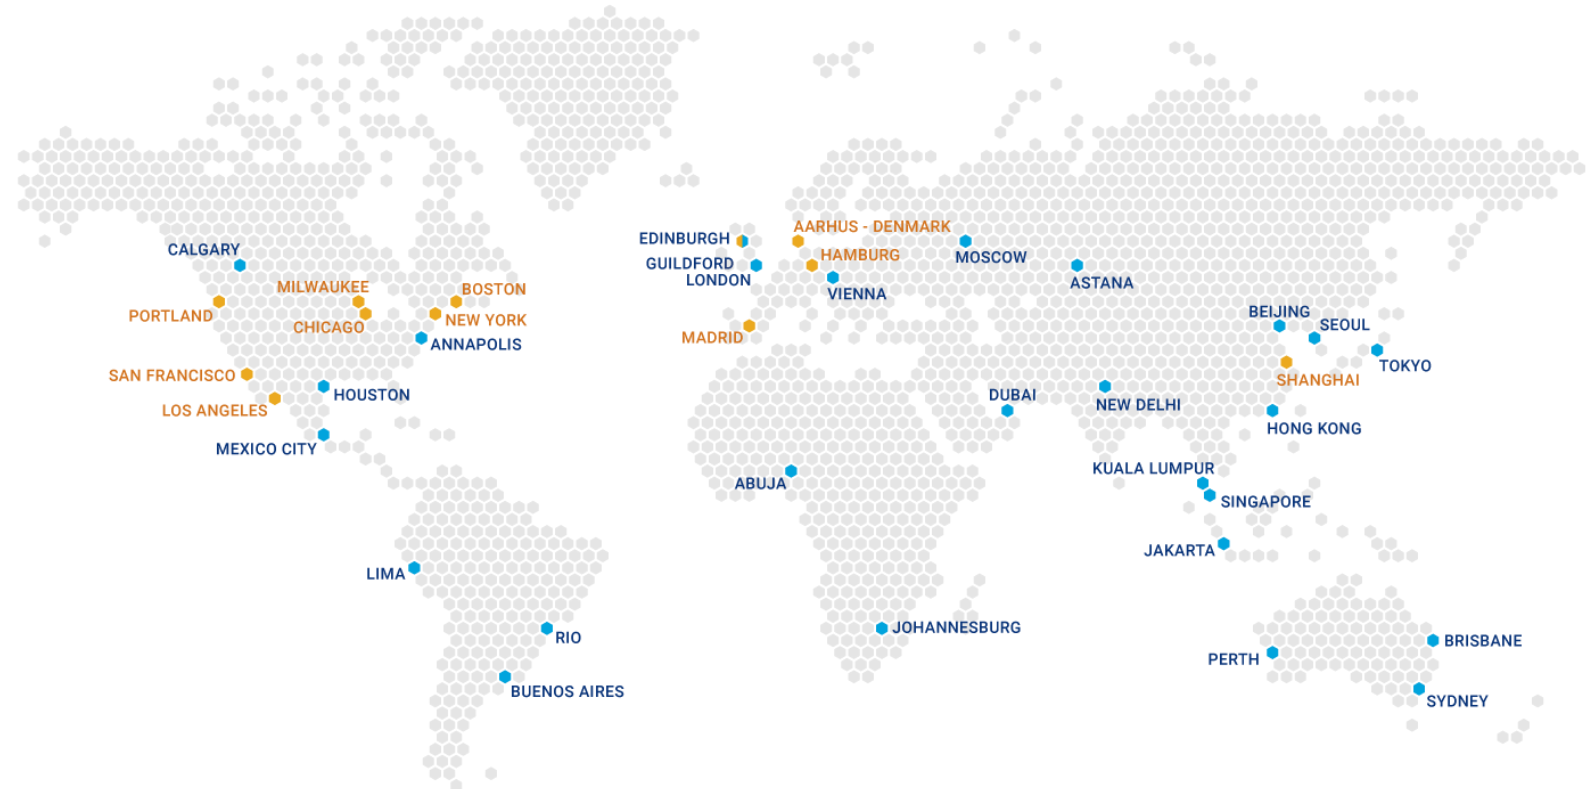 AARHUS - DENMARK
EDINBURGH
CALGARY
HAMBURG
MOSCOW
GUILDFORD
LONDON
ASTANA
MILWAUKEE
BOSTON
VIENNA
PORTLAND
CHICAGO
NEW YORK
BEIJING
SEOUL
ANNAPOLIS
MADRID
TOKYO
SAN FRANCISCO
SHANGHAI
HOUSTON
DUBAI
NEW DELHI
LOS ANGELES
HONG KONG
MEXICO CITY
KUALA LUMPUR
ABUJA
SINGAPORE
JAKARTA
LIMA
JOHANNESBURG
RIO
BRISBANE
PERTH
BUENOS AIRES
SYDNEY